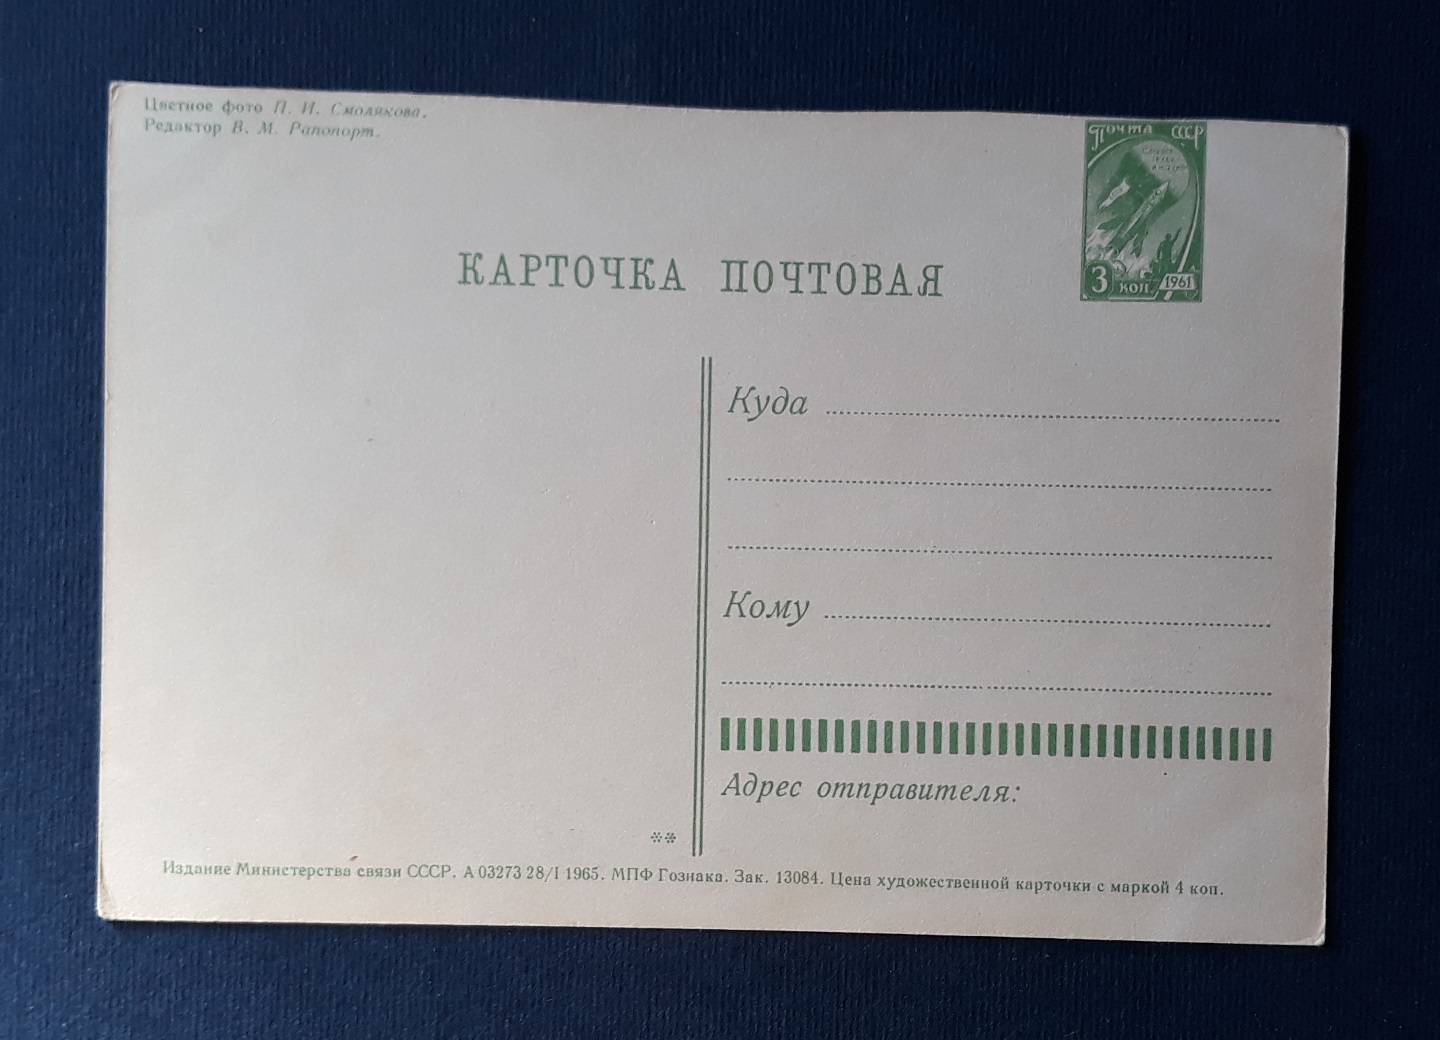 Цветное фото П. И. Смолякова.
Редактор В. М. Рапопорт.
Почта СССР
3 коп. 1961
КАРТОЧКА ПОЧТОВАЯ
Куда
Кому
Адрес отправителя:
**
Издание Министерства связи СССР. А 03273 28/I 1965. МПФ Гознака. Зак. 13084. Цена художественной карточки с маркой 4 коп.